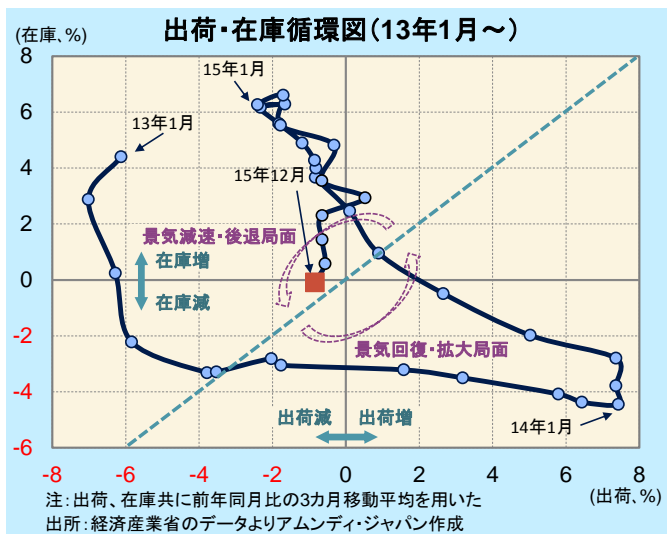 出荷・在庫循環図(13年1月～)
(在庫、%)
8
6
4
2
0
-2
-4
-6
15年1月
13年1月
15年12月
景気減速・後退局面
在庫増
在庫減
景気回復・拡大局面
出荷減 出荷増
14年1月
-8 -6 -4 -2 0 2 4 6 8
(出荷、%)
注：出荷、在庫共に前年同月比の3カ月移動平均を用いた
出所：経済産業省のデータよりアムンディ・ジャパン作成